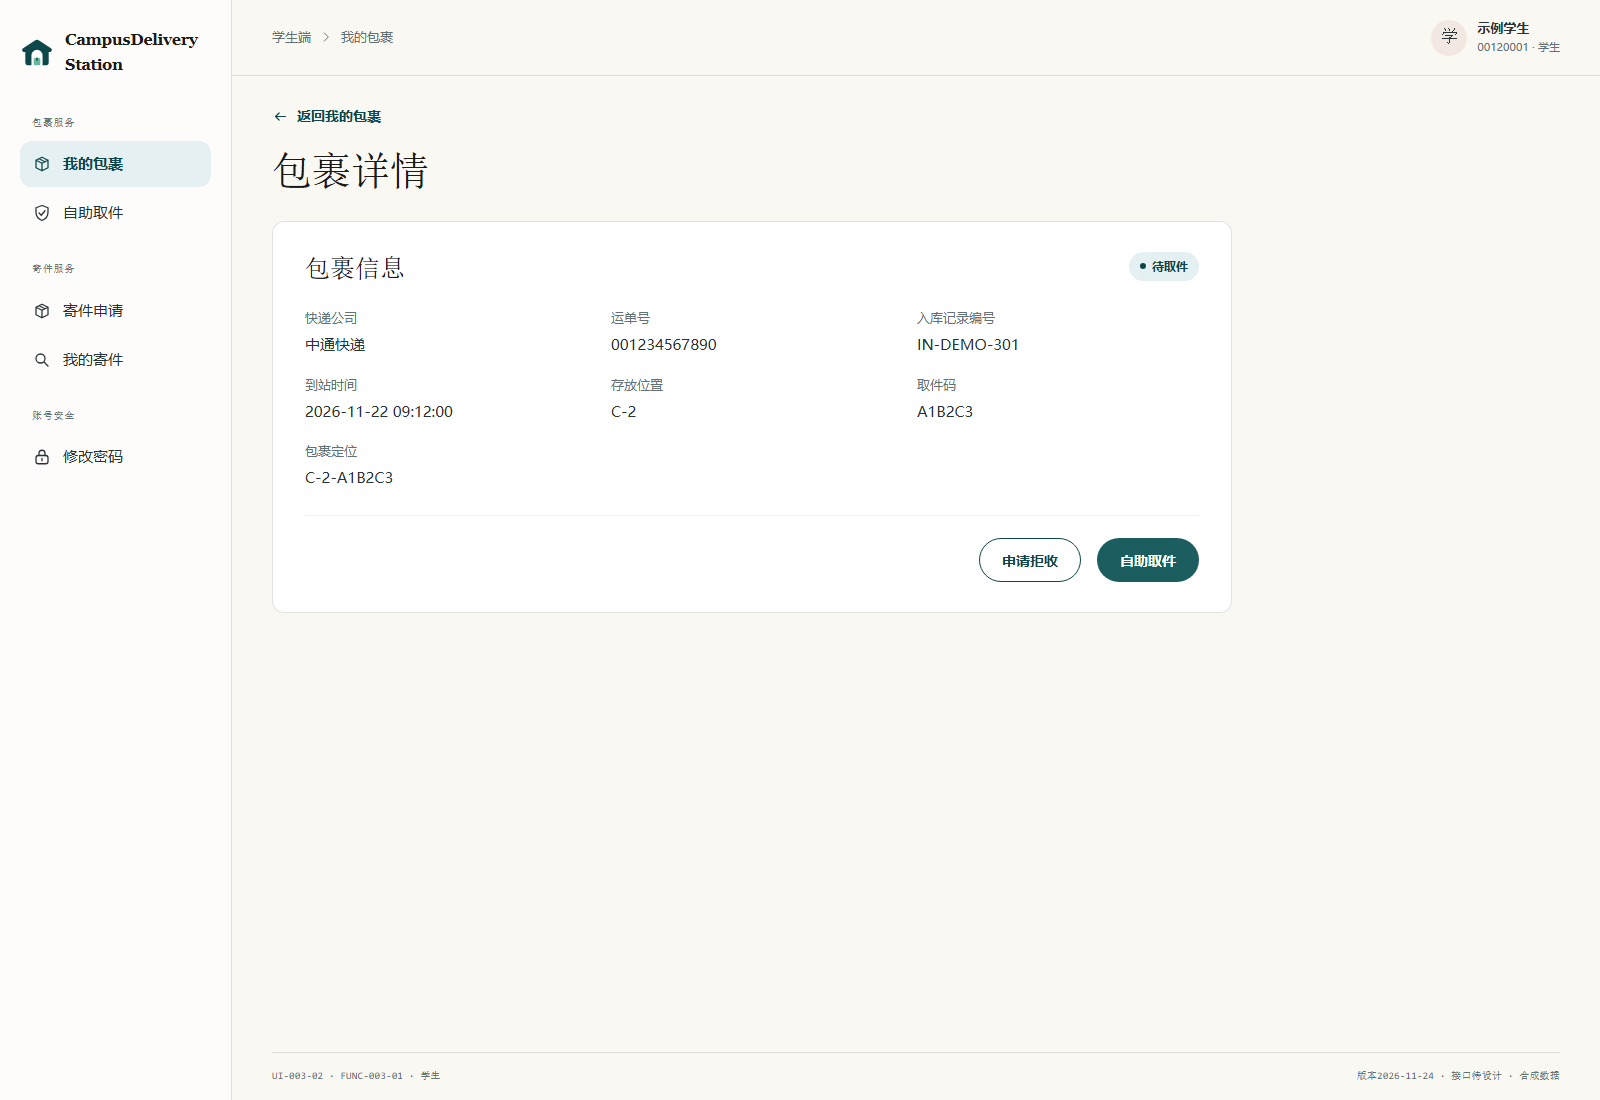 CampusDelivery
Station
包裹服务
我的包裹
自助取件
寄件服务
寄件申请
我的寄件
账号安全
修改密码
学生端
我的包裹
学
示例学生
00120001 · 学生
返回我的包裹
包裹详情
包裹信息
待取件
快递公司
中通快递
运单号
001234567890
入库记录编号
IN-DEMO-301
到站时间
2026-11-22 09:12:00
存放位置
C-2
取件码
A1B2C3
包裹定位
C-2-A1B2C3
申请拒收
自助取件
UI-003-02 · FUNC-003-01 · 学生
版本2026-11-24 · 接口待设计 · 合成数据